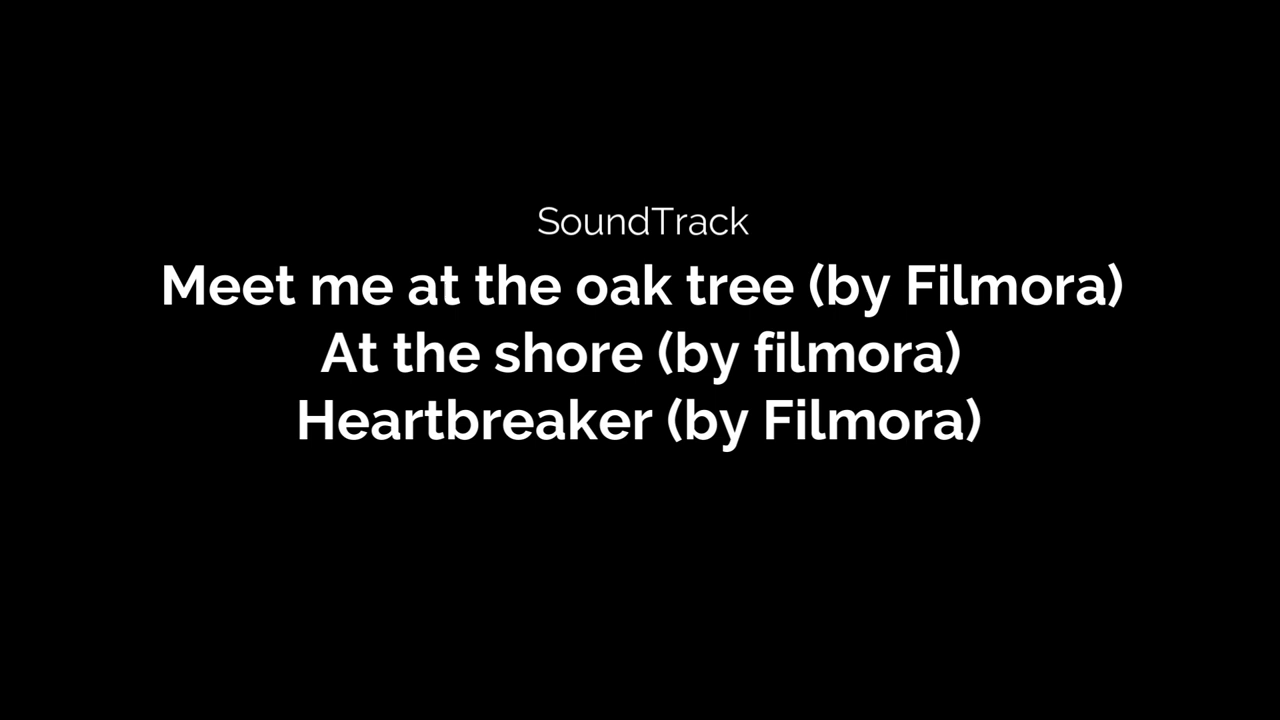 SoundTrack
Meet me at the oak tree (by Filmora)
At the shore (by filmora)
Heartbreaker (by Filmora)